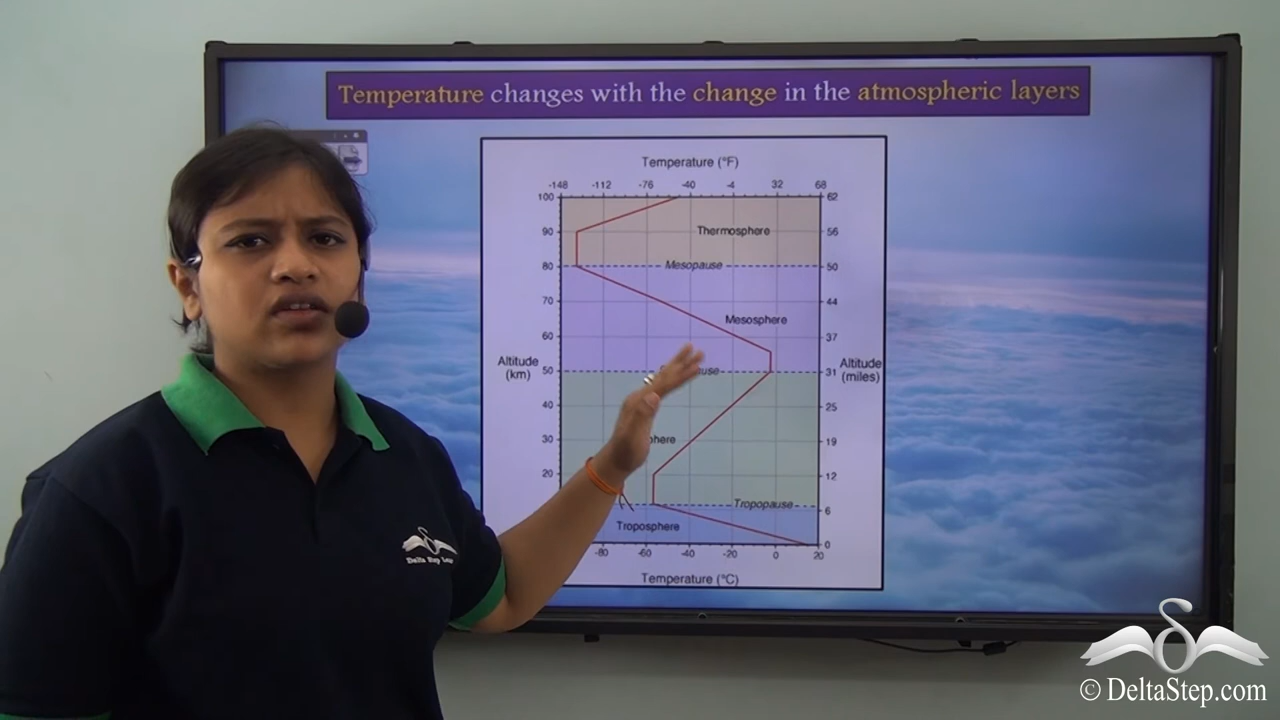 Temperature changes with the change in the atmospheric layers
Temperature (°F)
-148 -112 -76 -40 -4 32 68
100 62
90 Thermosphere 56
80 Mesopause 50
70 44
Mesosphere
60 37
Altitude (km)
Altitude (miles)
50 31
40 25
30 19
20 12
Tropopause
6
Troposphere
0
-80 -60 -40 -20 0 20
Temperature (°C)
Delta Step
© DeltaStep.com